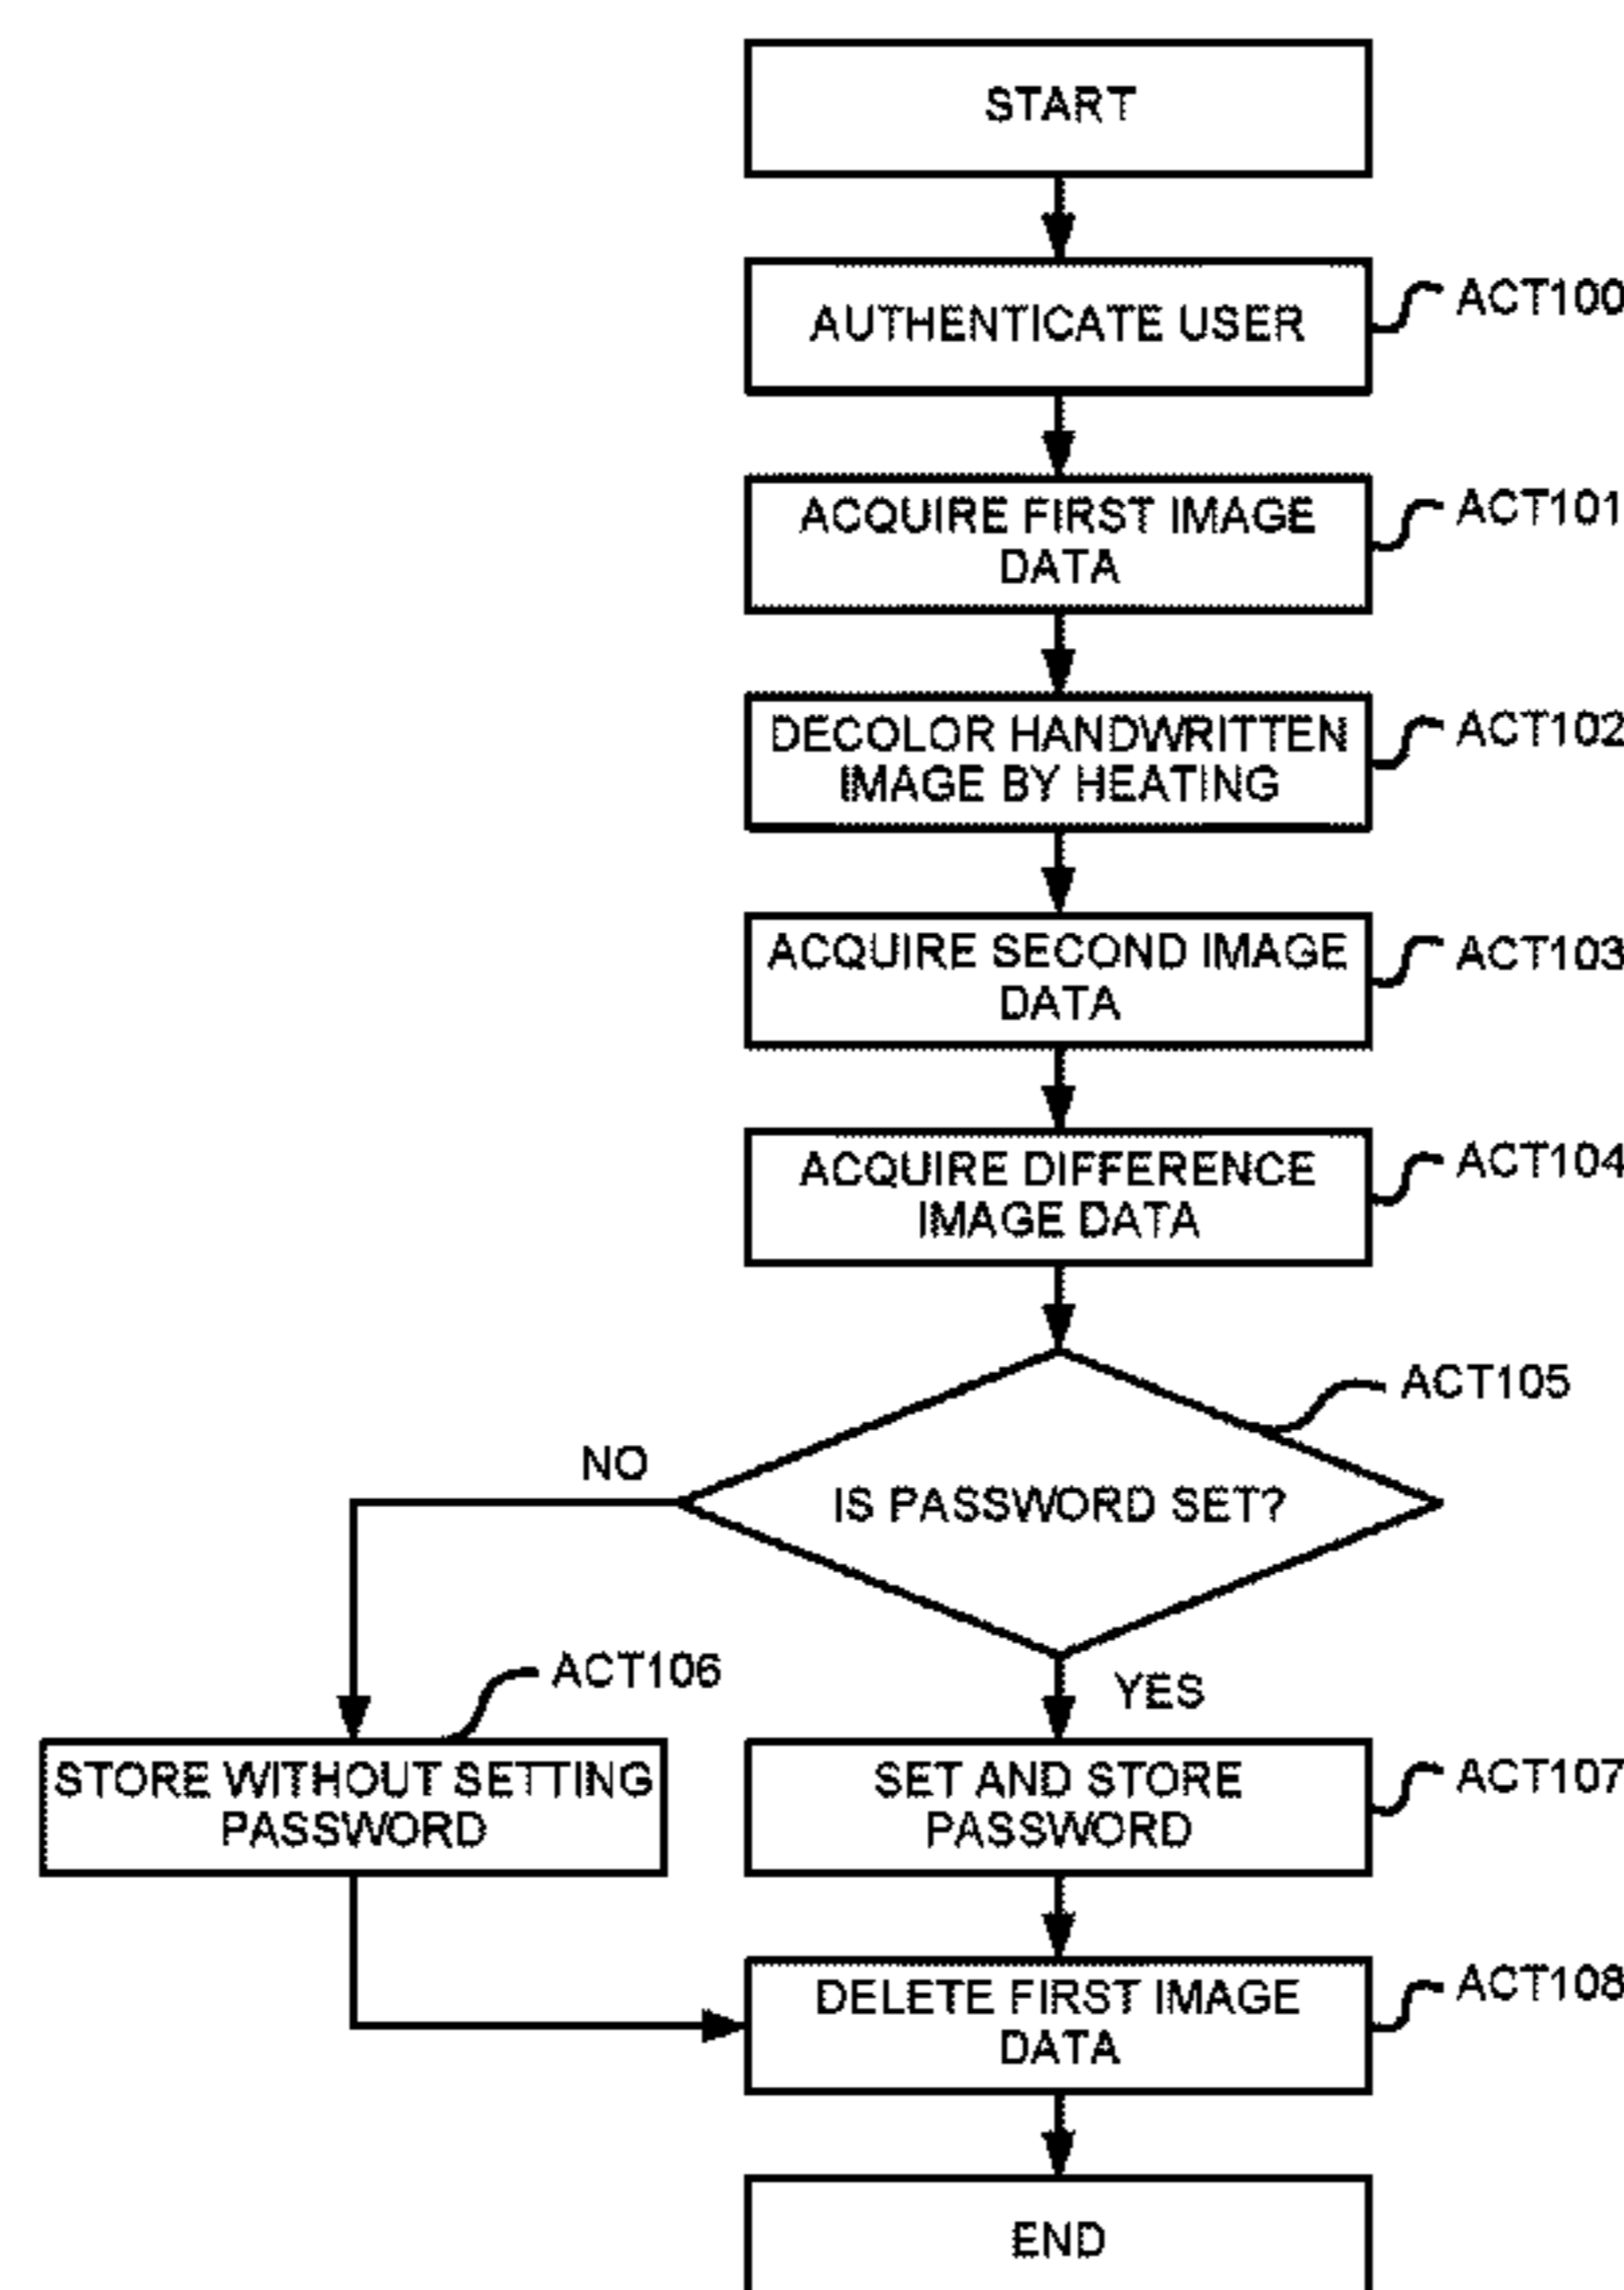 START
AUTHENTICATE USER
ACT100
ACQUIRE FIRST IMAGE
DATA
ACT101
DECOLOR HANDWRITTEN
IMAGE BY HEATING
ACT102
ACQUIRE SECOND IMAGE
DATA
ACT103
ACQUIRE DIFFERENCE
IMAGE DATA
ACT104
ACT105
NO
IS PASSWORD SET?
YES
ACT106
STORE WITHOUT SETTING
PASSWORD
SET AND STORE
PASSWORD
ACT107
DELETE FIRST IMAGE
DATA
ACT108
END